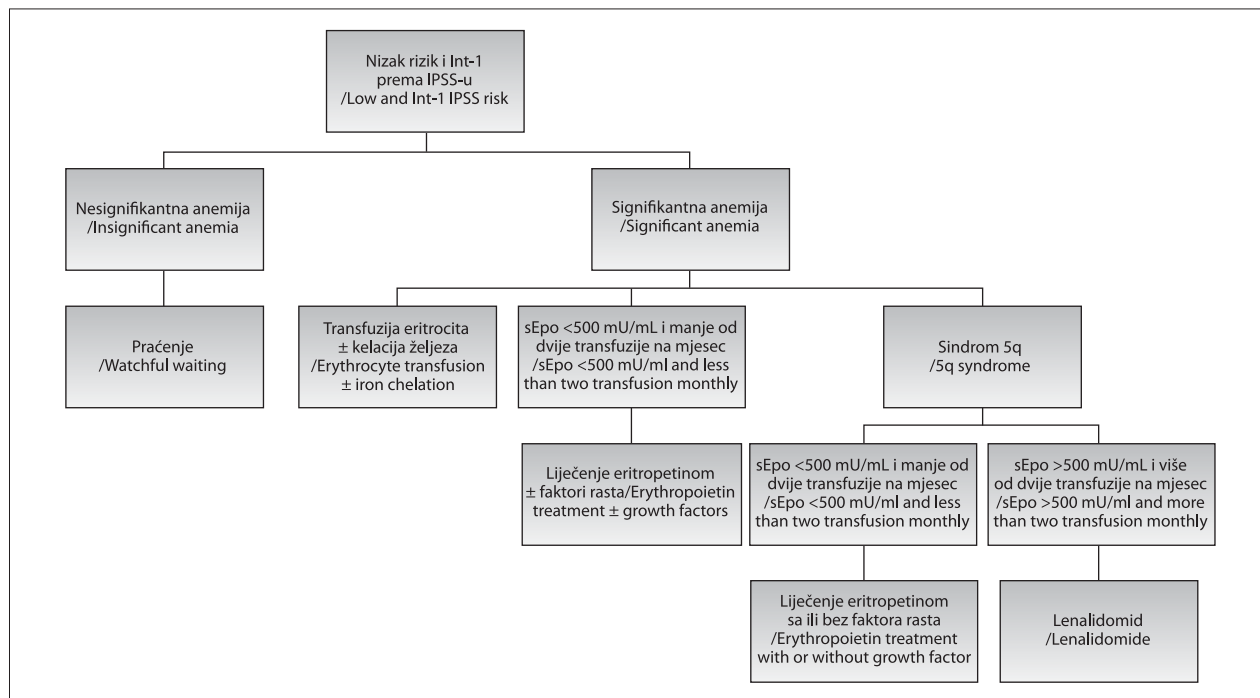 Nizak rizik i Int-1
prema IPSS-u
/Low and Int-1 IPSS risk
Nesignifikantna anemija
/Insignificant anemia
Signifikantna anemija
/Significant anemia
Praćenje
/Watchful waiting
Transfuzija eritrocita
± kelacija željeza
/Erythrocyte transfusion
± iron chelation
sEpo <500 mU/mL i manje od
dvije transfuzije na mjesec
/sEpo <500 mU/ml and less
than two transfusion monthly
Sindrom 5q
/5q syndrome
Liječenje eritropetinom
± faktori rasta/Erythropoietin
treatment ± growth factors
sEpo <500 mU/mL i manje od
dvije transfuzije na mjesec
/sEpo <500 mU/ml and less
than two transfusion monthly
sEpo >500 mU/mL i više
od dvije transfuzije na mjesec
/sEpo >500 mU/ml and more
than two transfusion monthly
Liječenje eritropetinom
sa ili bez faktora rasta
/Erythropoietin treatment
with or without growth factor
Lenalidomid
/Lenalidomide